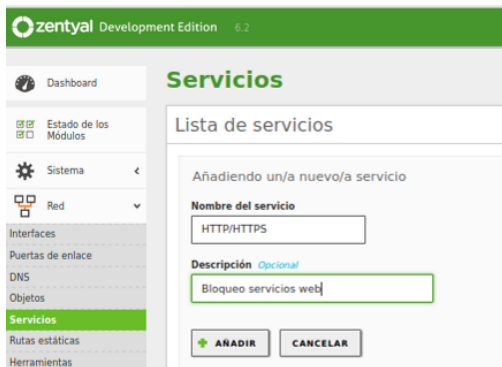 zentyal Development Edition 6.2
Dashboard
Estado de los
Módulos
Sistema
Red
Interfaces
Puertas de enlace
DNS
Objetos
Servicios
Rutas estáticas
Herramientas
Servicios
Lista de servicios
Añadiendo un/a nuevo/a servicio
Nombre del servicio
HTTP/HTTPS
Descripción Opcional
Bloqueo servicios web
AÑADIR CANCELAR